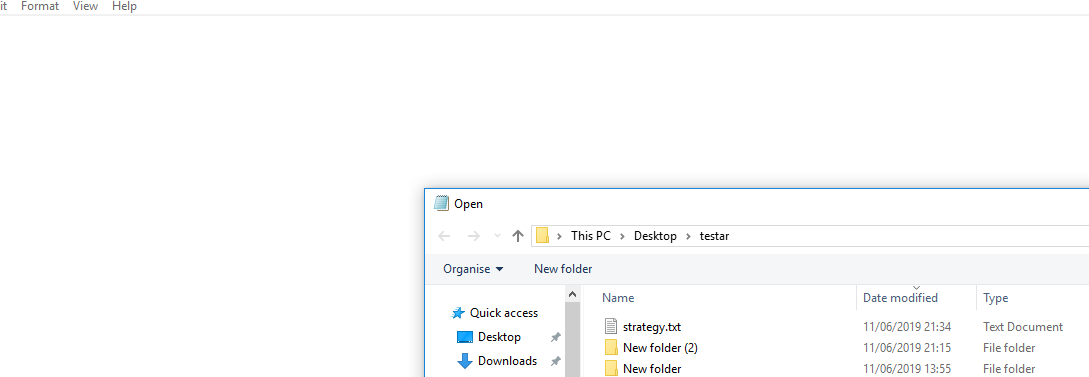 it Format View Help
Open
This PC > Desktop > testar
Organise New folder
Name Date modified Type
Quick access
Desktop
Downloads
strategy.txt 11/06/2019 21:34 Text Document
New folder (2) 11/06/2019 21:15 File folder
New folder 11/06/2019 13:55 File folder